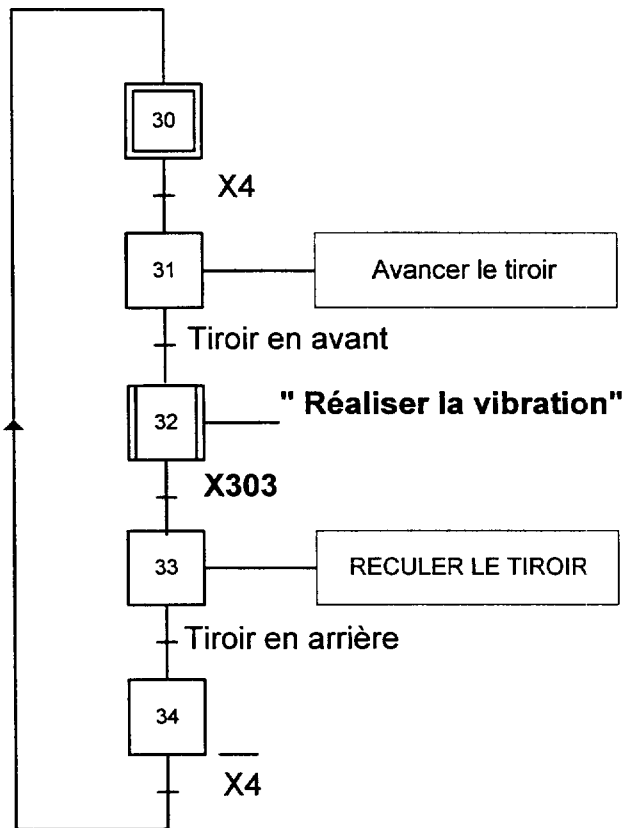 30
X4
31
Avancer le tiroir
Tiroir en avant
32
" Réaliser la vibration"
X303
33
RECULER LE TIROIR
Tiroir en arrière
34
X̅4̅